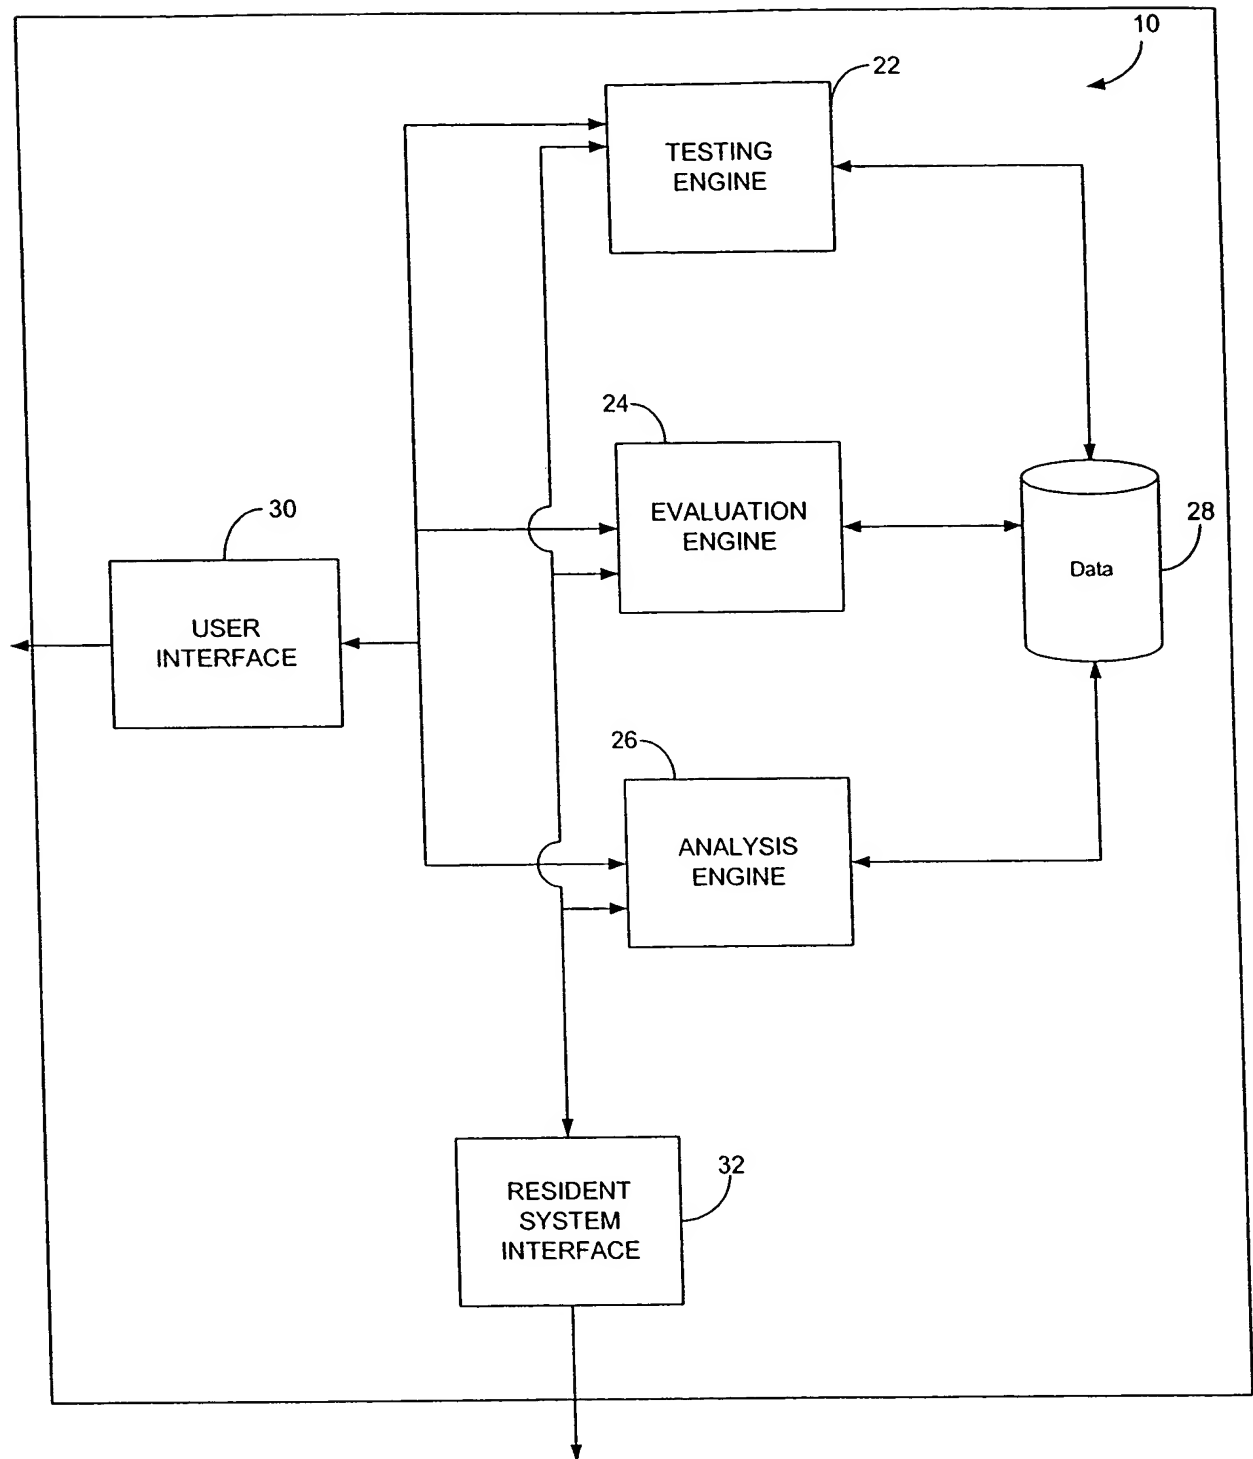 10
22
TESTING
ENGINE
24
EVALUATION
ENGINE
28
Data
30
USER
INTERFACE
26
ANALYSIS
ENGINE
32
RESIDENT
SYSTEM
INTERFACE